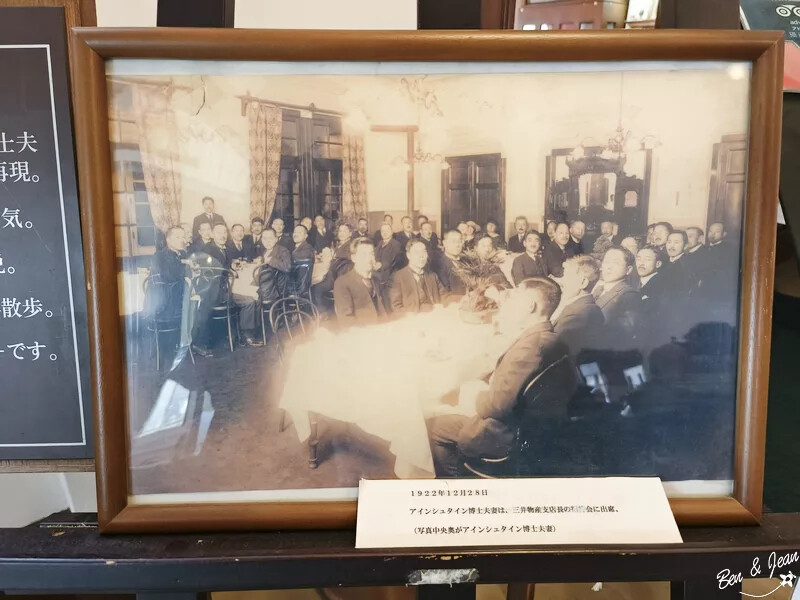 士夫
再現。
気。
散歩。
ーです。
1922年12月28日
アインシュタイン博士夫妻は、三井物産支店長の 会に出席。
(写真中央奥がアインシュタイン博士夫妻)
Ben & Jean